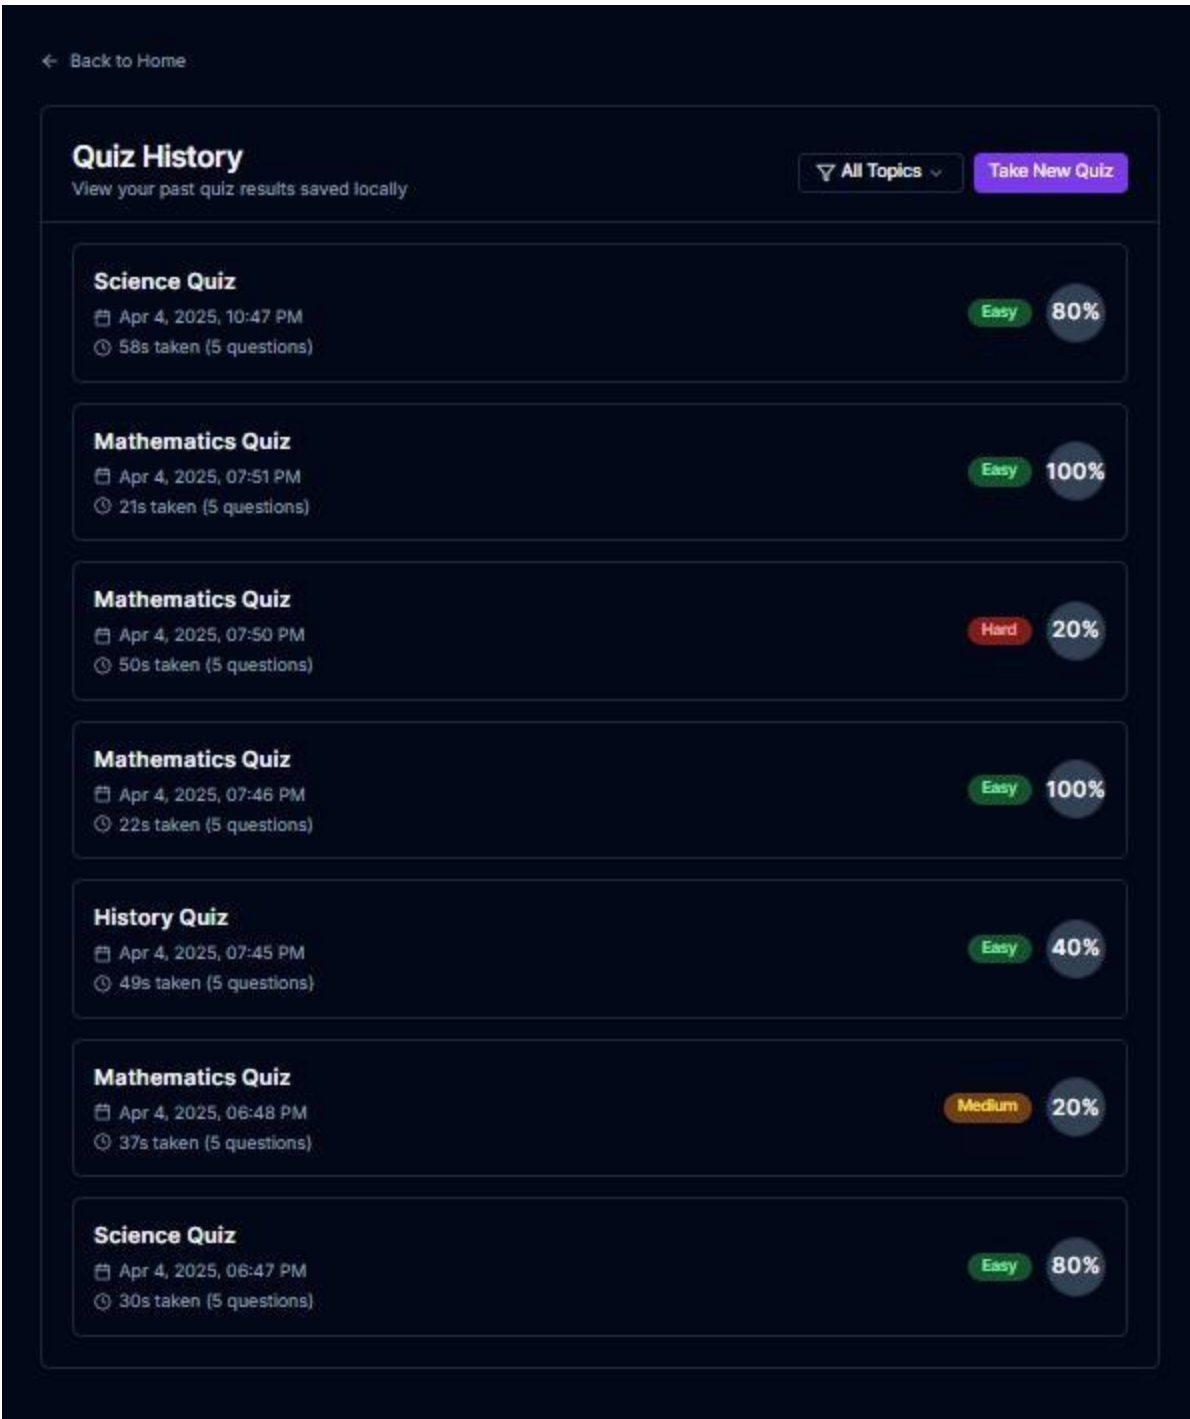 Back to Home
Quiz History
View your past quiz results saved locally
All Topics
Take New Quiz
Science Quiz
Apr 4, 2025, 10:47 PM
58s taken (5 questions)
Easy
80%
Mathematics Quiz
Apr 4, 2025, 07:51 PM
21s taken (5 questions)
Easy
100%
Mathematics Quiz
Apr 4, 2025, 07:50 PM
50s taken (5 questions)
Hard
20%
Mathematics Quiz
Apr 4, 2025, 07:46 PM
22s taken (5 questions)
Easy
100%
History Quiz
Apr 4, 2025, 07:45 PM
49s taken (5 questions)
Easy
40%
Mathematics Quiz
Apr 4, 2025, 06:48 PM
37s taken (5 questions)
Medium
20%
Science Quiz
Apr 4, 2025, 06:47 PM
30s taken (5 questions)
Easy
80%